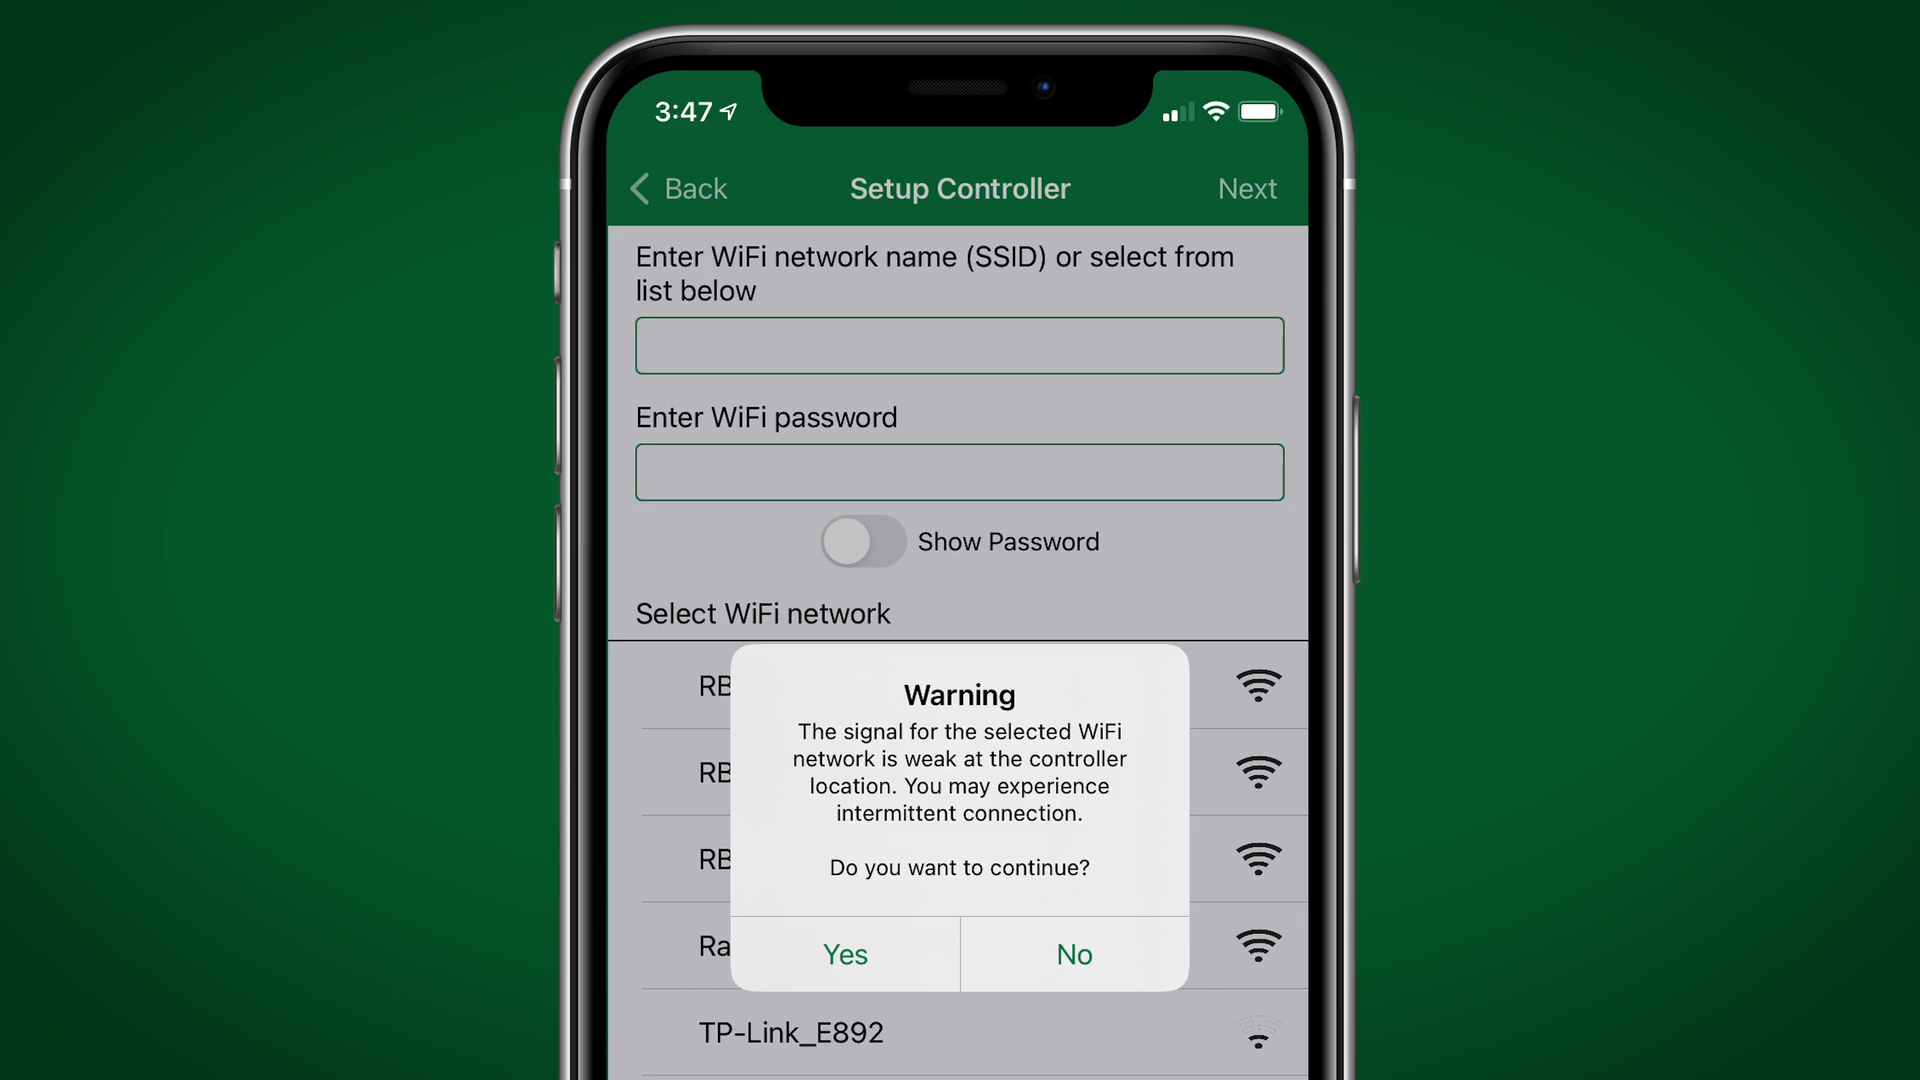 3:47
Back
Setup Controller
Next
Enter WiFi network name (SSID) or select from
list below
Enter WiFi password
Show Password
Select WiFi network
RB
Warning
The signal for the selected WiFi
RB
network is weak at the controller
location. You may experience
intermittent connection.
RB
Do you want to continue?
Ra
Yes
No
TP-Link_E892